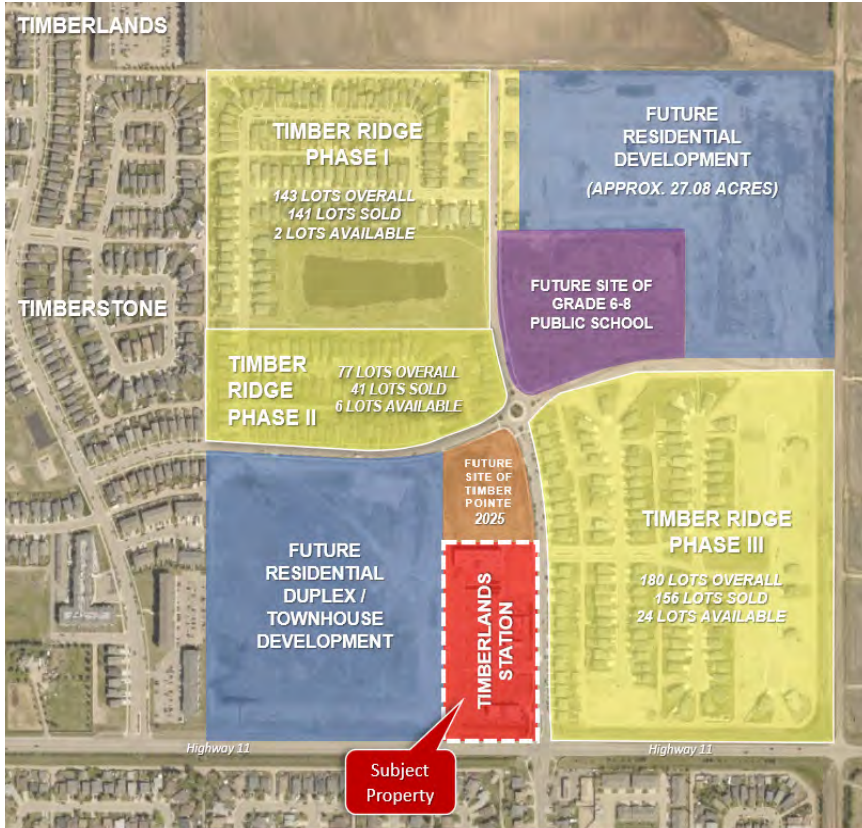 TIMBERLANDS
TIMBER RIDGE
PHASE I
143 LOTS OVERALL
141 LOTS SOLD
2 LOTS AVAILABLE
FUTURE
RESIDENTIAL
DEVELOPMENT
(APPROX. 27.08 ACRES)
FUTURE SITE OF
GRADE 6-8
PUBLIC SCHOOL
TIMBERSTONE
TIMBER
RIDGE
PHASE II
77 LOTS OVERALL
41 LOTS SOLD
6 LOTS AVAILABLE
FUTURE
SITE OF
TIMBER
POINTE
2025
TIMBER RIDGE
PHASE III
180 LOTS OVERALL
156 LOTS SOLD
24 LOTS AVAILABLE
FUTURE
RESIDENTIAL
DUPLEX /
TOWNHOUSE
DEVELOPMENT
TIMBERLANDS
STATION
Highway 11
Highway 11
Subject
Property